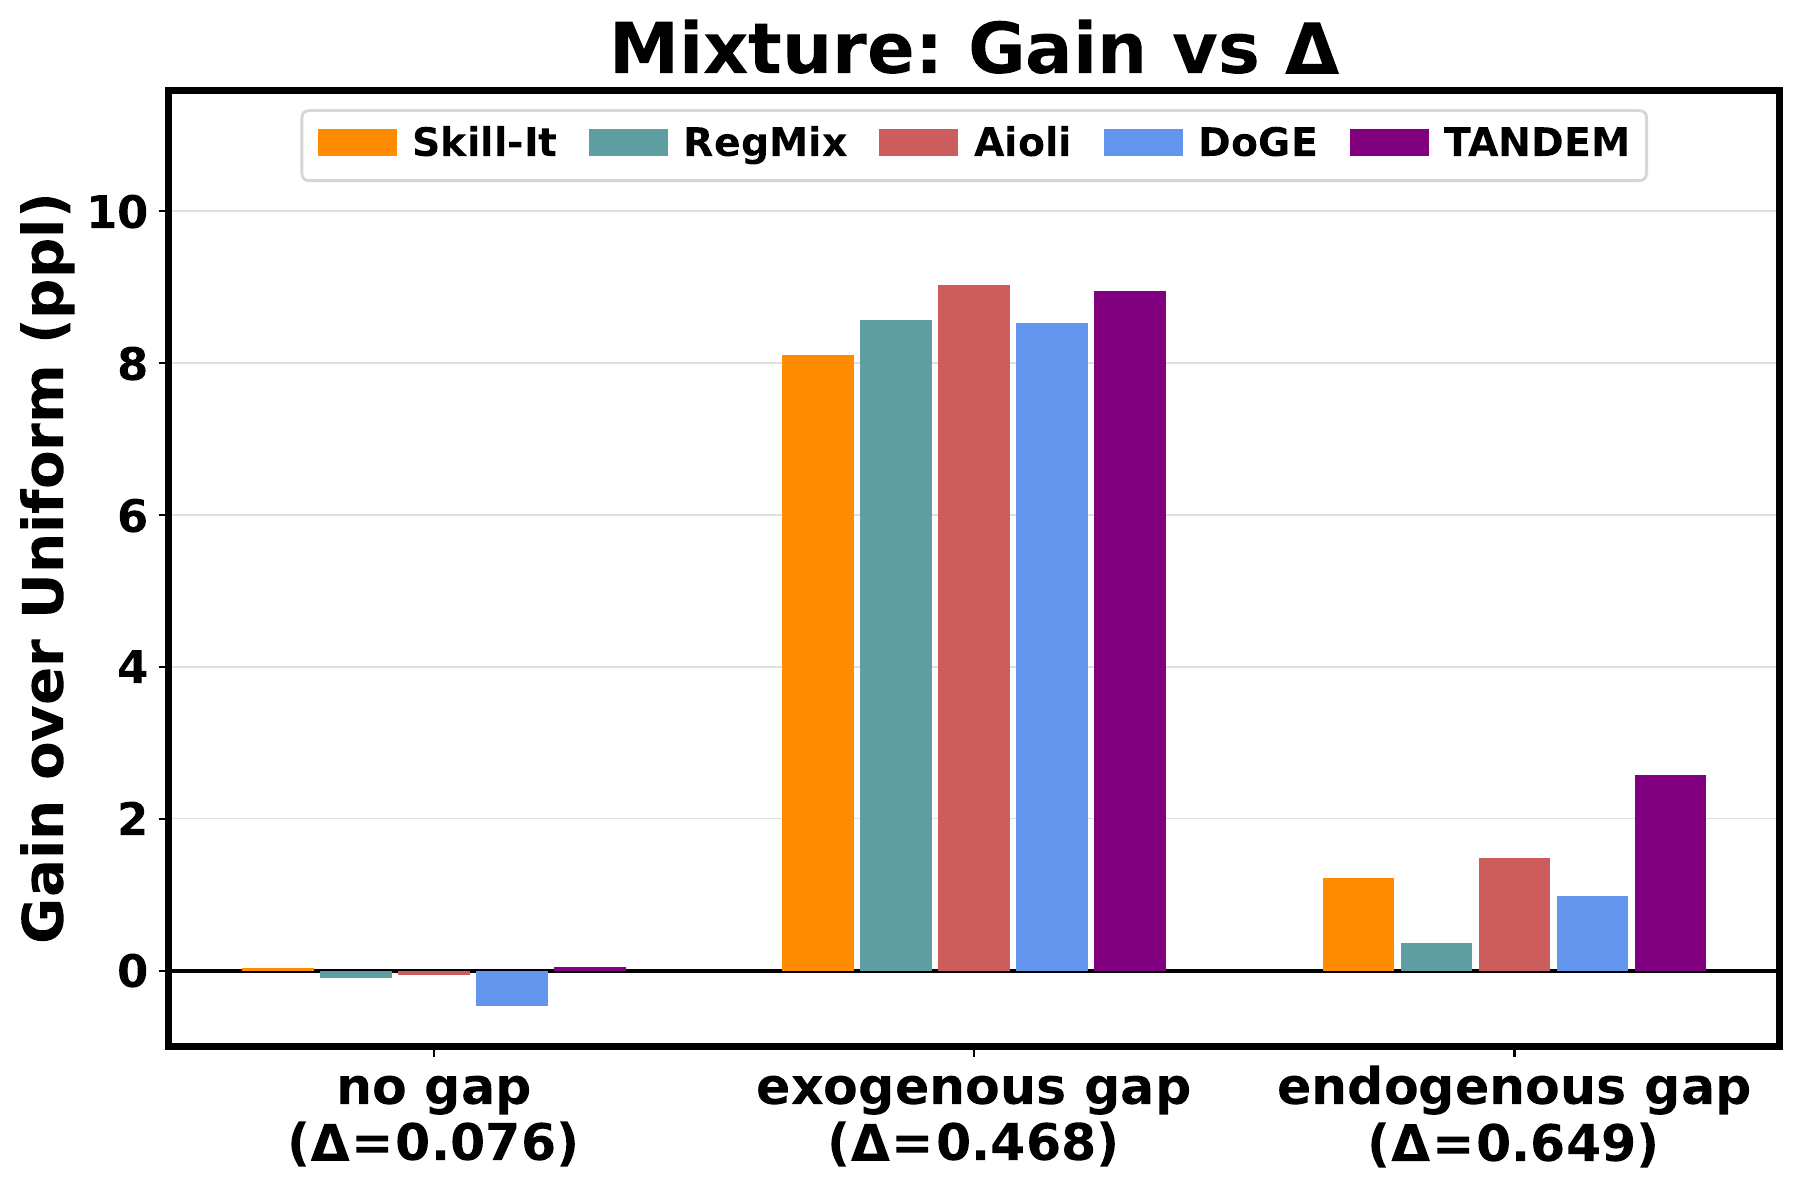 Mixture: Gain vs Δ
Skill-It RegMix Aioli DoGE TANDEM
Gain over Uniform (ppl)
10
8
6
4
2
0
no gap
(Δ=0.076)
exogenous gap
(Δ=0.468)
endogenous gap
(Δ=0.649)